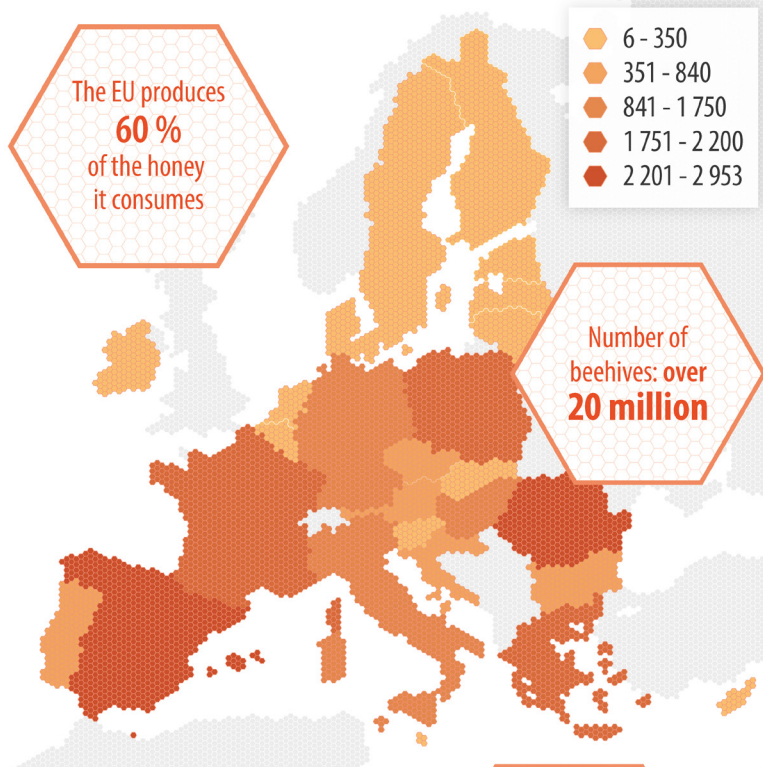 The EU produces
60 %
of the honey
it consumes
6 - 350
351 - 840
841 - 1 750
1 751 - 2 200
2 201 - 2 953
Number of
beehives: over
20 million